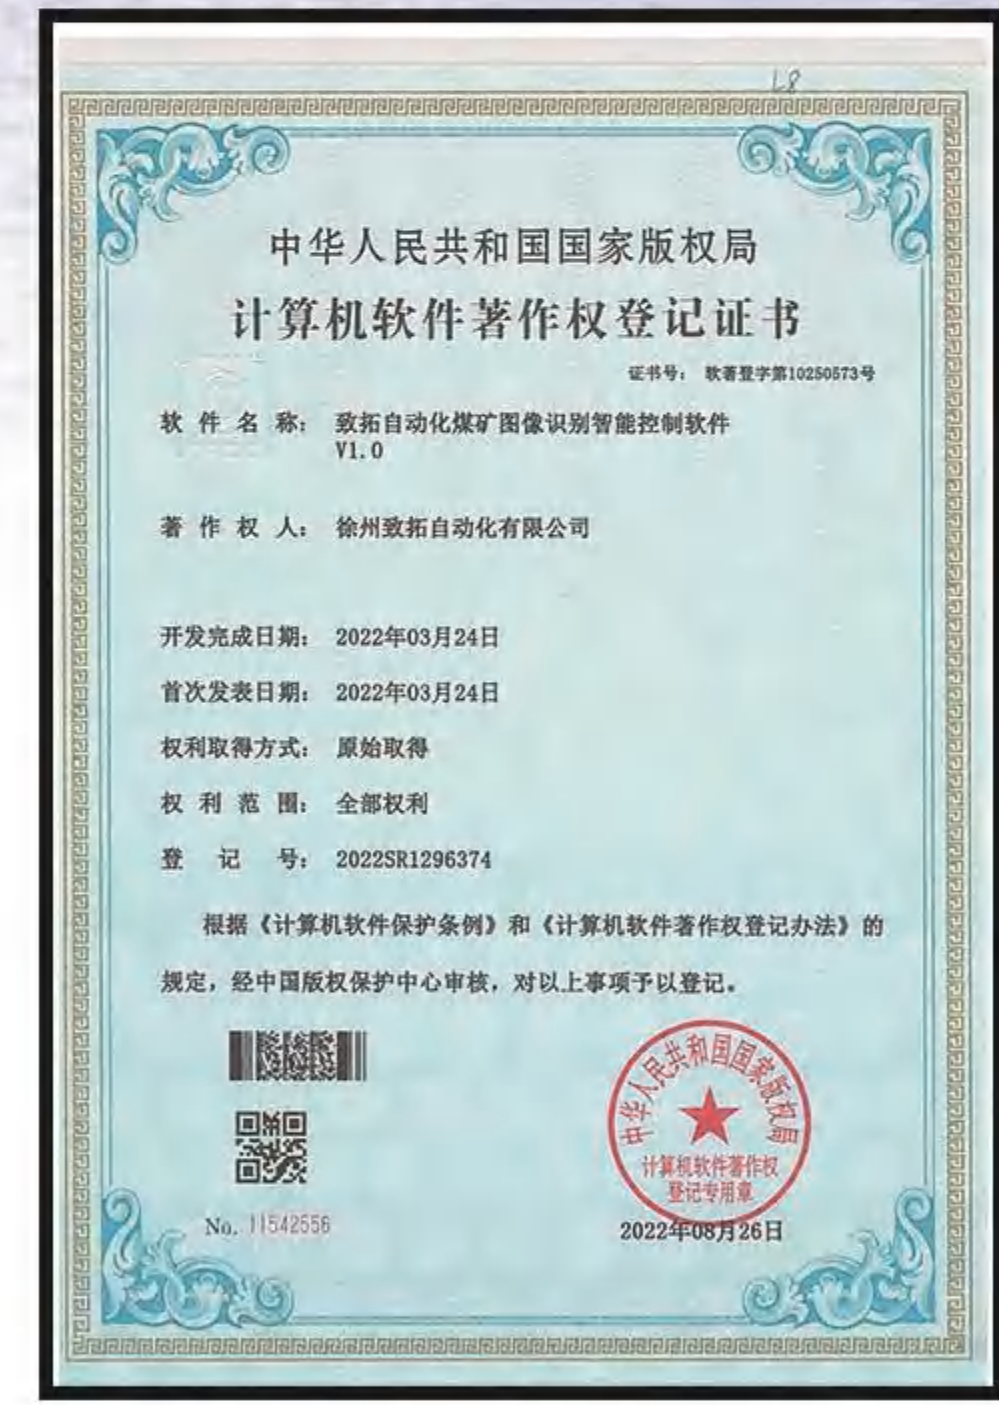 L8
中华人民共和国国家版权局
计算机软件著作权登记证书
证书号： 软著登字第10250573号
软件名称： 致拓自动化煤矿图像识别智能控制软件
V1.0
著作权人： 徐州致拓自动化有限公司
开发完成日期： 2022年03月24日
首次发表日期： 2022年03月24日
权利取得方式： 原始取得
权利范围： 全部权利
登记号： 2022SR1296374
根据《计算机软件保护条例》和《计算机软件著作权登记办法》的
规定，经中国版权保护中心审核，对以上事项予以登记。
中华人民共和国国家版权局
计算机软件著作权
登记专用章
No. 11542556
2022年08月26日